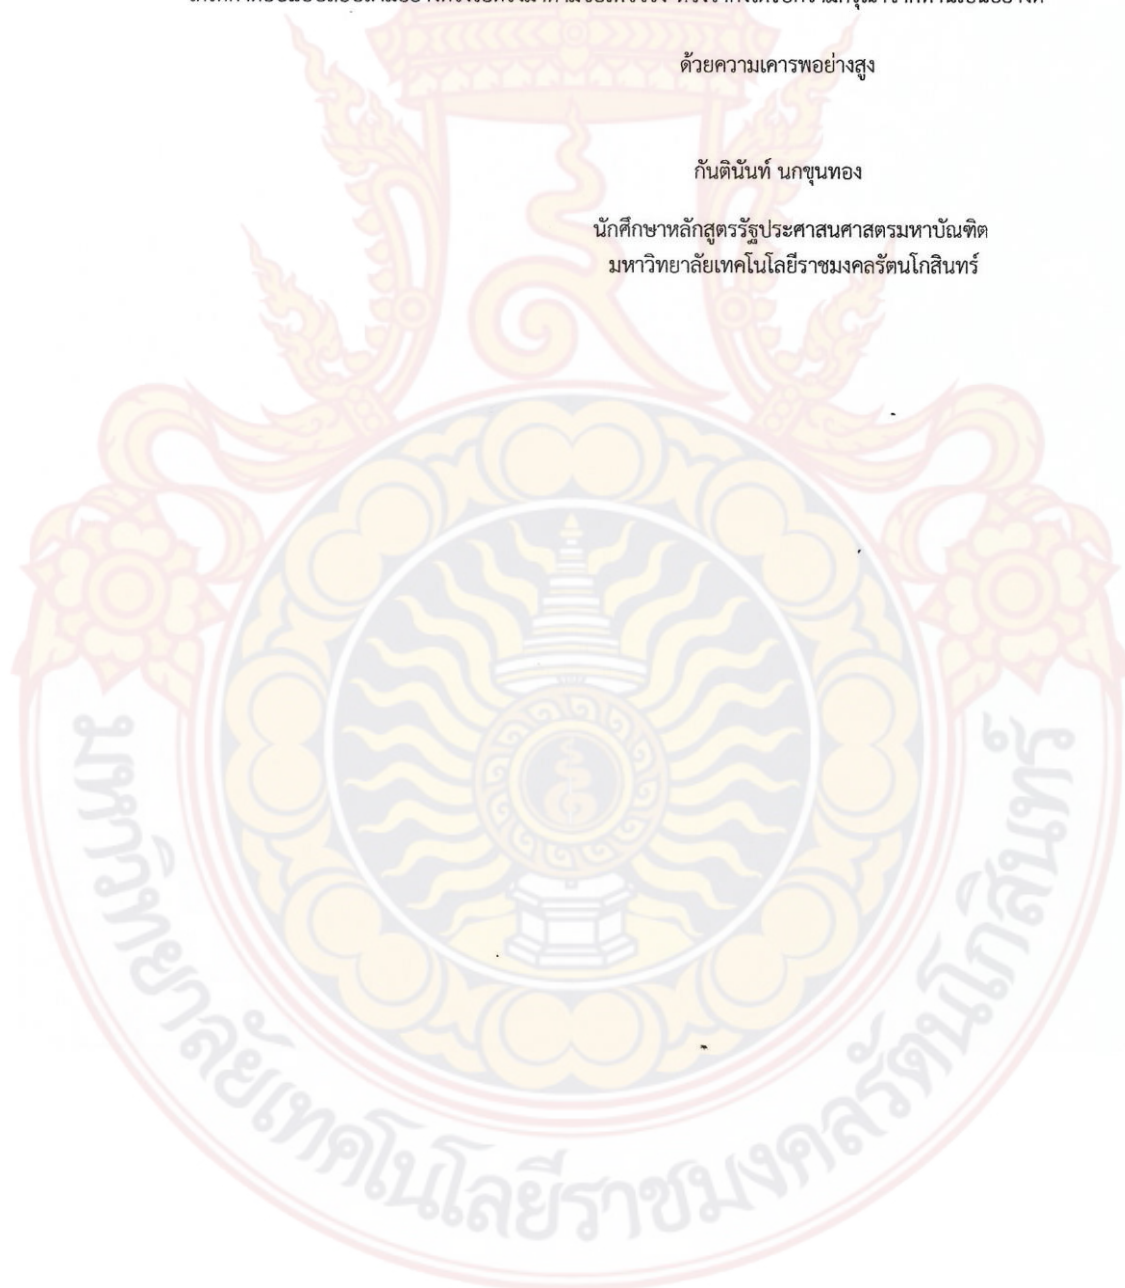 ด้วยความเคารพอย่างสูง
กันตินันท์ นกขุนทอง
นักศึกษาหลักสูตรรัฐประศาสนศาสตรมหาบัณฑิต
มหาวิทยาลัยเทคโนโลยีราชมงคลรัตนโกสินทร์
มหาวิทยาลัยเทคโนโลยีราชมงคลรัตนโกสินทร์